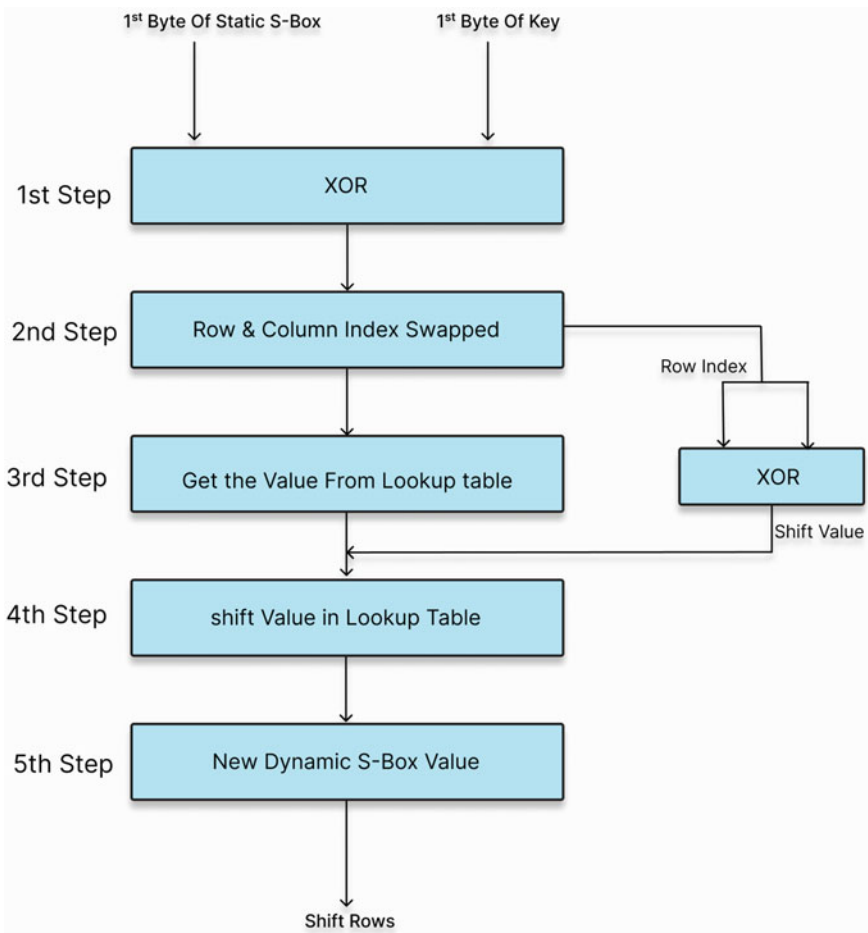 1st Byte Of Static S-Box
1st Byte Of Key
1st Step
XOR
2nd Step
Row & Column Index Swapped
Row Index
3rd Step
Get the Value From Lookup table
XOR
Shift Value
4th Step
shift Value in Lookup Table
5th Step
New Dynamic S-Box Value
Shift Rows